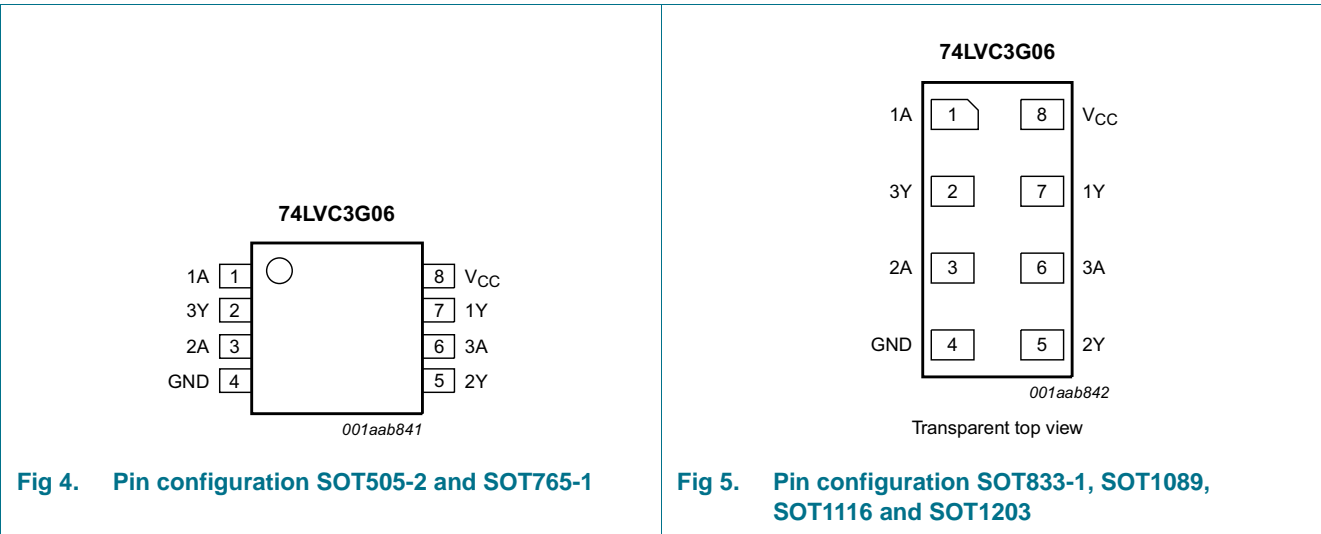 74LVC3G06
1A 1 8 VCC
3Y 2 7 1Y
2A 3 6 3A
GND 4 5 2Y
001aab841
Fig 4. Pin configuration SOT505-2 and SOT765-1
74LVC3G06
1A 1 8 VCC
3Y 2 7 1Y
2A 3 6 3A
GND 4 5 2Y
001aab842
Transparent top view
Fig 5. Pin configuration SOT833-1, SOT1089,
SOT1116 and SOT1203